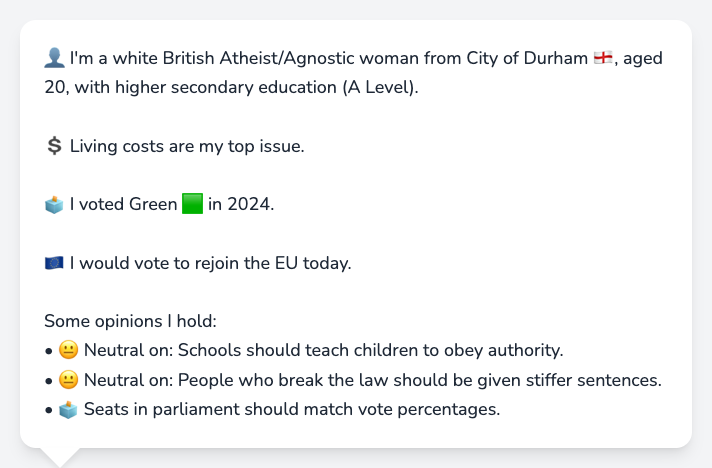 👤 I'm a white British Atheist/Agnostic woman from City of Durham 🏴󠁧󠁢󠁥󠁮󠁧󠁿, aged
20, with higher secondary education (A Level).
💲 Living costs are my top issue.
🗳️ I voted Green 🟩 in 2024.
🇪🇺 I would vote to rejoin the EU today.
Some opinions I hold:
• 😐 Neutral on: Schools should teach children to obey authority.
• 😐 Neutral on: People who break the law should be given stiffer sentences.
• 🗳️ Seats in parliament should match vote percentages.